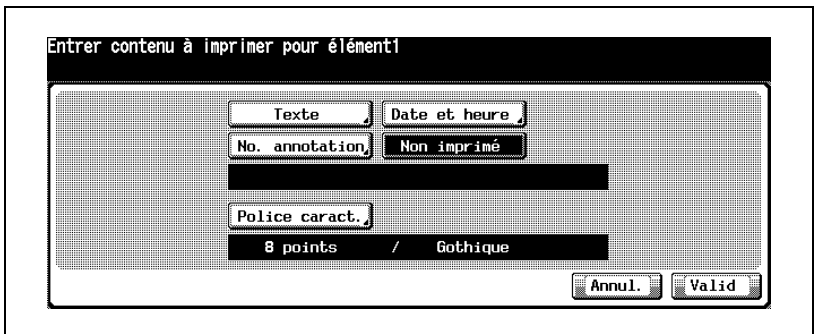 Entrer contenu à imprimer pour élément1
Texte Date et heure
No. annotation Non imprimé
Police caract.
8 points / Gothique
Annul. Valid